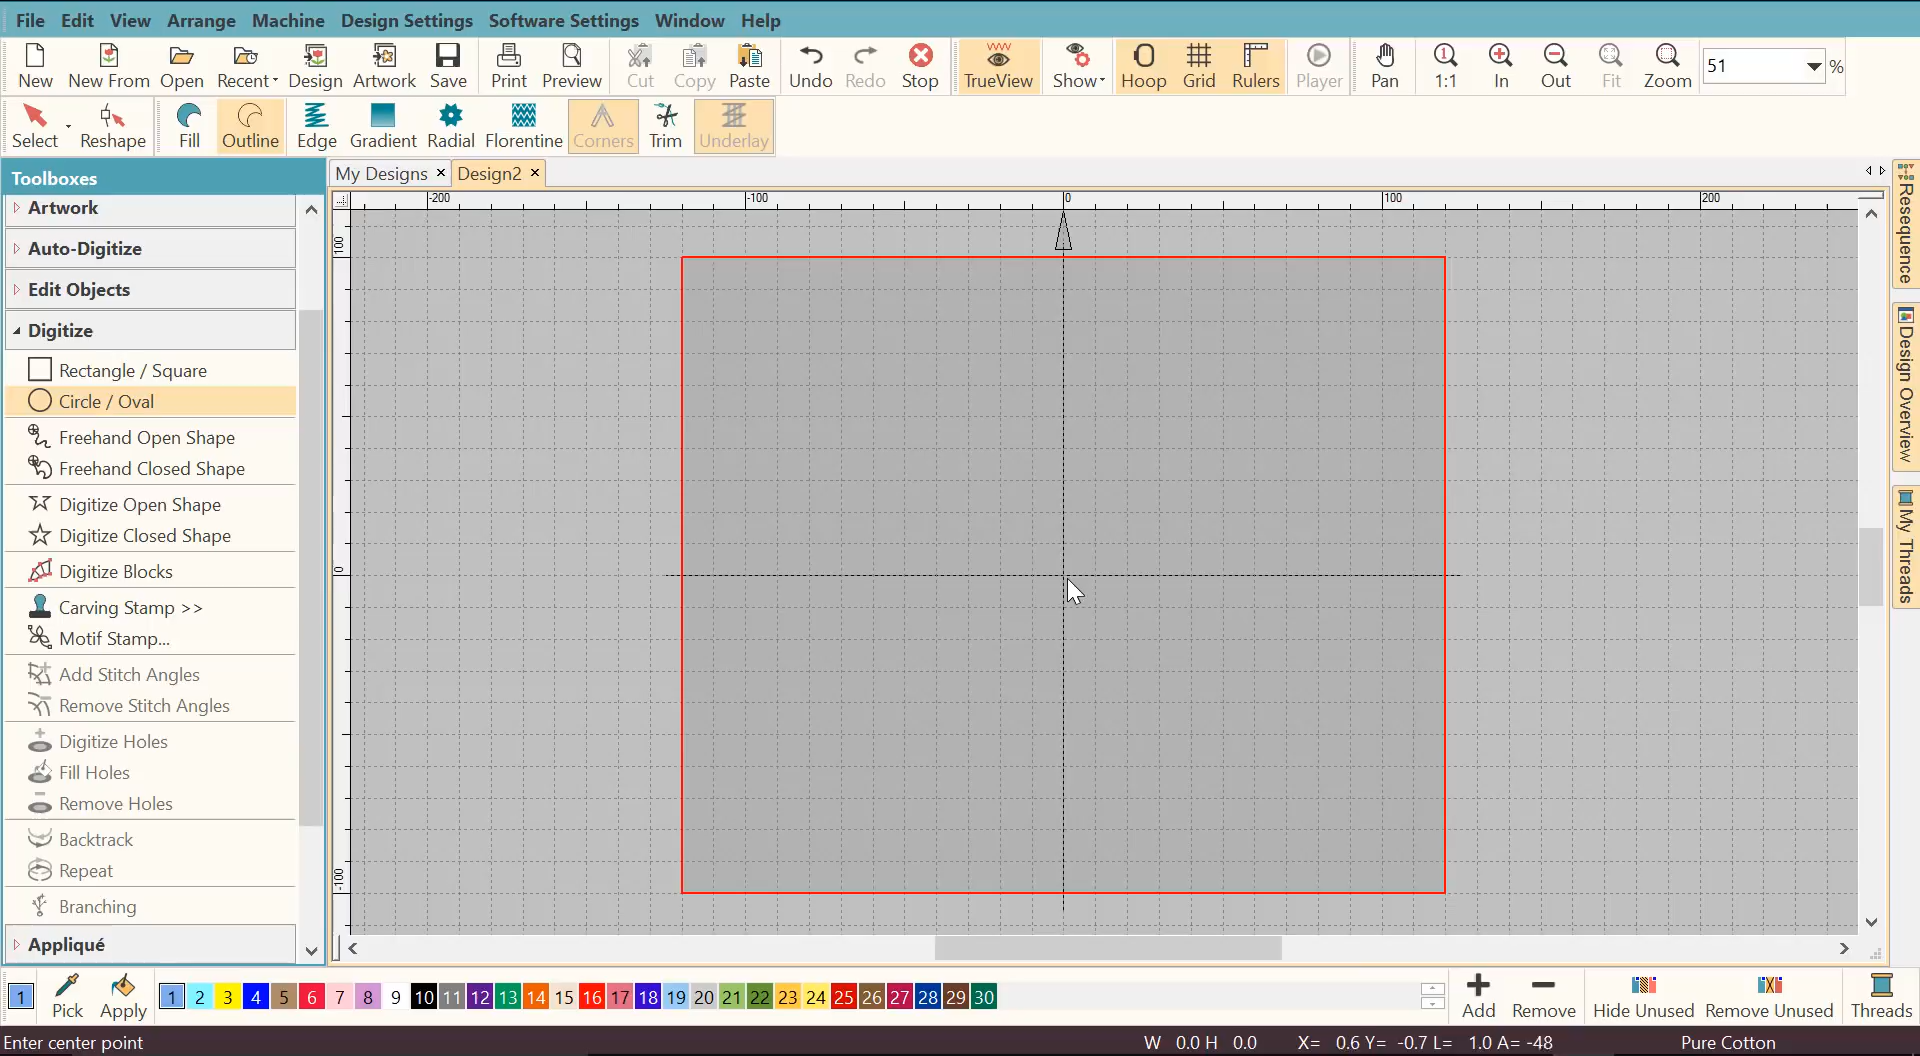 File Edit View Arrange Machine Design Settings Software Settings Window Help
New New From Open Recent Design Artwork Save Print Preview Cut Copy Paste Undo Redo Stop TrueView Show Hoop Grid Rulers Player Pan 1:1 In Out Fit Zoom 51 %
Select Reshape Fill Outline Edge Gradient Radial Florentine Corners Trim Underlay
Toolboxes
My Designs × Design2 ×
-200 -100 0 100 200
100
0
-100
Artwork
Auto-Digitize
Edit Objects
Digitize
Rectangle / Square
Circle / Oval
Freehand Open Shape
Freehand Closed Shape
Digitize Open Shape
Digitize Closed Shape
Digitize Blocks
Carving Stamp >>
Motif Stamp...
Add Stitch Angles
Remove Stitch Angles
Digitize Holes
Fill Holes
Remove Holes
Backtrack
Repeat
Branching
Appliqué
Resequence
Design Overview
My Threads
1 Pick Apply 1 2 3 4 5 6 7 8 9 10 11 12 13 14 15 16 17 18 19 20 21 22 23 24 25 26 27 28 29 30 Add Remove Hide Unused Remove Unused Threads
Enter center point W 0.0 H 0.0 X= 0.6 Y= -0.7 L= 1.0 A= -48 Pure Cotton